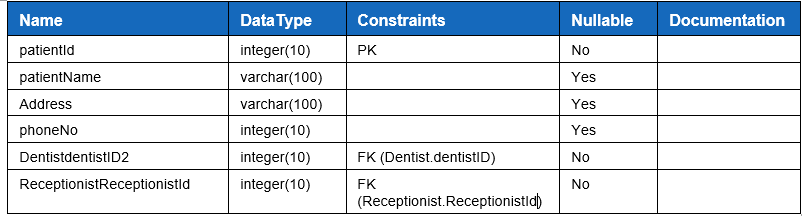 Name DataType Constraints Nullable Documentation
patientId integer(10) PK No
patientName varchar(100) Yes
Address varchar(100) Yes
phoneNo integer(10) Yes
DentistdentistID2 integer(10) FK (Dentist.dentistID) No
ReceptionistReceptionistId integer(10) FK No
(Receptionist.ReceptionistId)